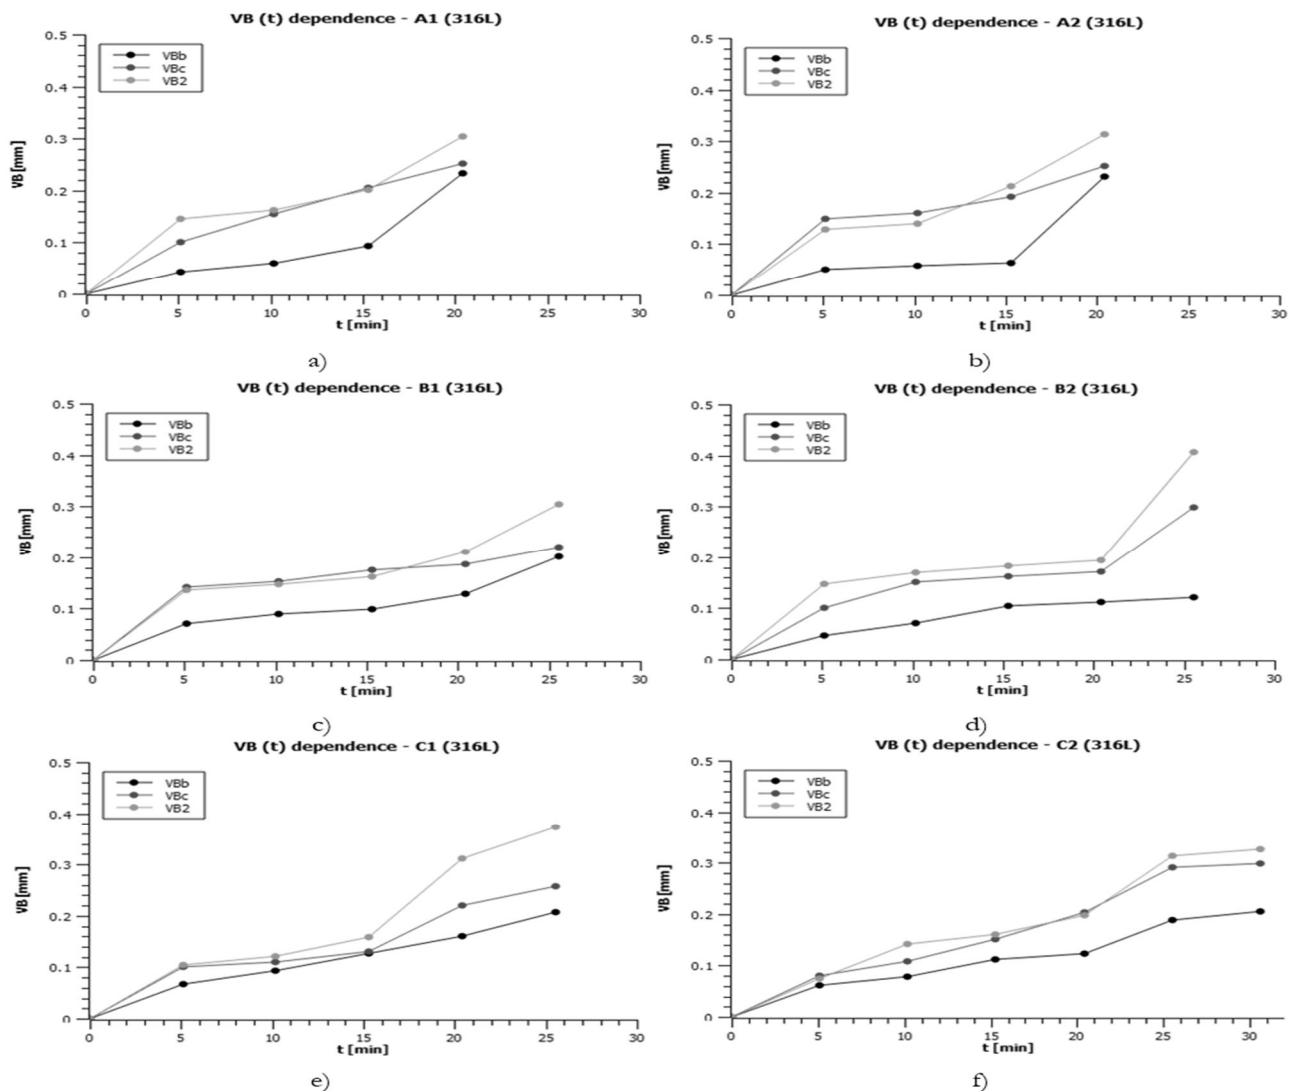 VB (t) dependence - A1 (316L)
0.5
0.4
0.3
0.2
0.1
0
VB [mm]
VBb
VBc
VB2
0 5 10 15 20 25 30
t [min]
a)
VB (t) dependence - A2 (316L)
0.5
0.4
0.3
0.2
0.1
0
VB [mm]
VBb
VBc
VB2
0 5 10 15 20 25 30
t [min]
b)
VB (t) dependence - B1 (316L)
0.5
0.4
0.3
0.2
0.1
0
VB [mm]
VBb
VBc
VB2
0 5 10 15 20 25 30
t [min]
c)
VB (t) dependence - B2 (316L)
0.5
0.4
0.3
0.2
0.1
0
VB [mm]
VBb
VBc
VB2
0 5 10 15 20 25 30
t [min]
d)
VB (t) dependence - C1 (316L)
0.5
0.4
0.3
0.2
0.1
0
VB [mm]
VBb
VBc
VB2
0 5 10 15 20 25 30
t [min]
e)
VB (t) dependence - C2 (316L)
0.5
0.4
0.3
0.2
0.1
0
VB [mm]
VBb
VBc
VB2
0 5 10 15 20 25 30
t [min]
f)